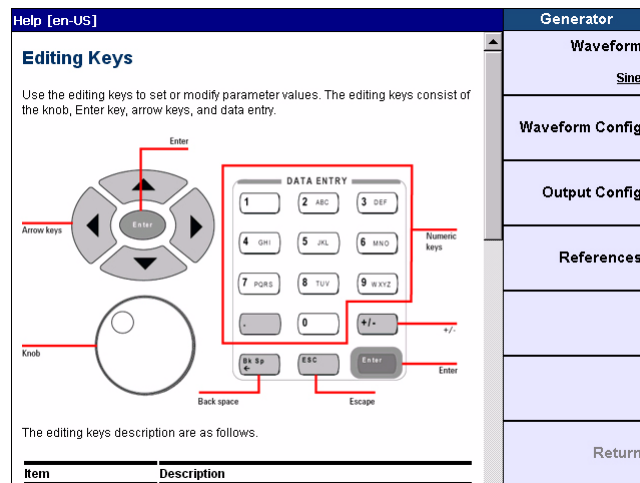 Help [en-US]
Editing Keys
Use the editing keys to set or modify parameter values. The editing keys consist of
the knob, Enter key, arrow keys, and data entry.
Enter
DATA ENTRY
1
2 ABC
3 DEF
Arrow keys
Enter
4 GHI
5 JKL
6 MNO
Numeric
keys
7 PQRS
8 TUV
9 WXYZ
.
0
+/-
+/-
Knob
Bk Sp
←
ESC
Enter
Enter
Back space
Escape
The editing keys description are as follows.
Item
Description
Generator
Waveform
Sine
Waveform Config
Output Config
References
Return